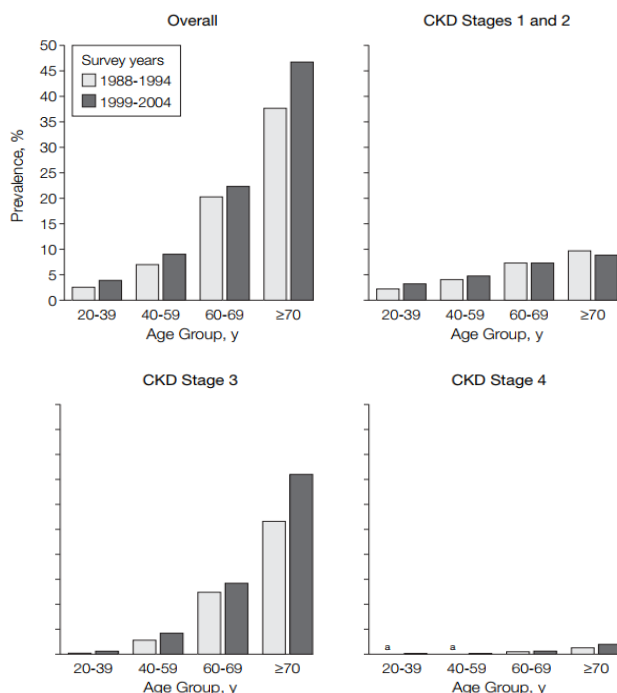 Overall
CKD Stages 1 and 2
Survey years
1988-1994
1999-2004
Prevalence, %
50
45
40
35
30
25
20
15
10
5
0
20-39 40-59 60-69 ≥70
Age Group, y
20-39 40-59 60-69 ≥70
Age Group, y
CKD Stage 3
CKD Stage 4
20-39 40-59 60-69 ≥70
Age Group, y
a a
20-39 40-59 60-69 ≥70
Age Group, y